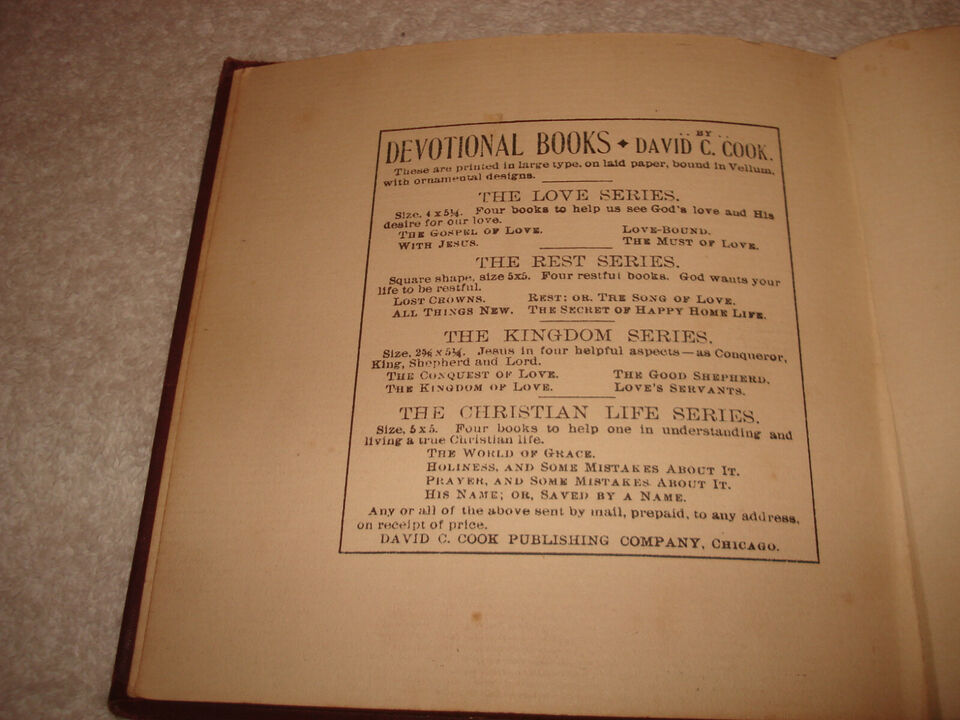 DEVOTIONAL BOOKS ✦ BY DAVID C. COOK.
These are printed in large type, on laid paper, bound in Vellum,
with ornamental designs.
THE LOVE SERIES.
Size, 4 x 5¼. Four books to help us see God's love and His
desire for our love.
THE GOSPEL OF LOVE. LOVE-BOUND.
WITH JESUS. THE MUST OF LOVE.
THE REST SERIES.
Square shape, size 5x5. Four restful books. God wants your
life to be restful.
LOST CROWNS. REST; OR, THE SONG OF LOVE.
ALL THINGS NEW. THE SECRET OF HAPPY HOME LIFE.
THE KINGDOM SERIES.
Size, x 5¼. Jesus in four helpful aspects—as Conqueror,
King, Shepherd and Lord.
THE CONQUEST OF LOVE. THE GOOD SHEPHERD.
THE KINGDOM OF LOVE. LOVE'S SERVANTS.
THE CHRISTIAN LIFE SERIES.
Size, 5 x 5. Four books to help one in understanding and
living a true Christian life.
THE WORLD OF GRACE.
HOLINESS, AND SOME MISTAKES ABOUT IT.
PRAYER, AND SOME MISTAKES ABOUT IT.
HIS NAME; OR, SAVED BY A NAME.
Any or all of the above sent by mail, prepaid, to any address,
on receipt of price.
DAVID C. COOK PUBLISHING COMPANY, CHICAGO.